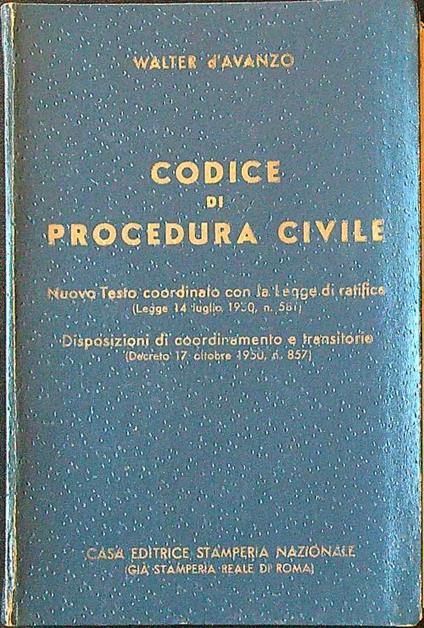 WALTER d'AVANZO
CODICE
DI
PROCEDURA CIVILE
Nuovo Testo coordinato con la Legge di ratifica
(Legge 14 luglio 1950, n. 581)
Disposizioni di coordinamento e transitorie
(Decreto 17 ottobre 1950, n. 857)
CASA EDITRICE STAMPERIA NAZIONALE
(GIÀ STAMPERIA REALE DI ROMA)